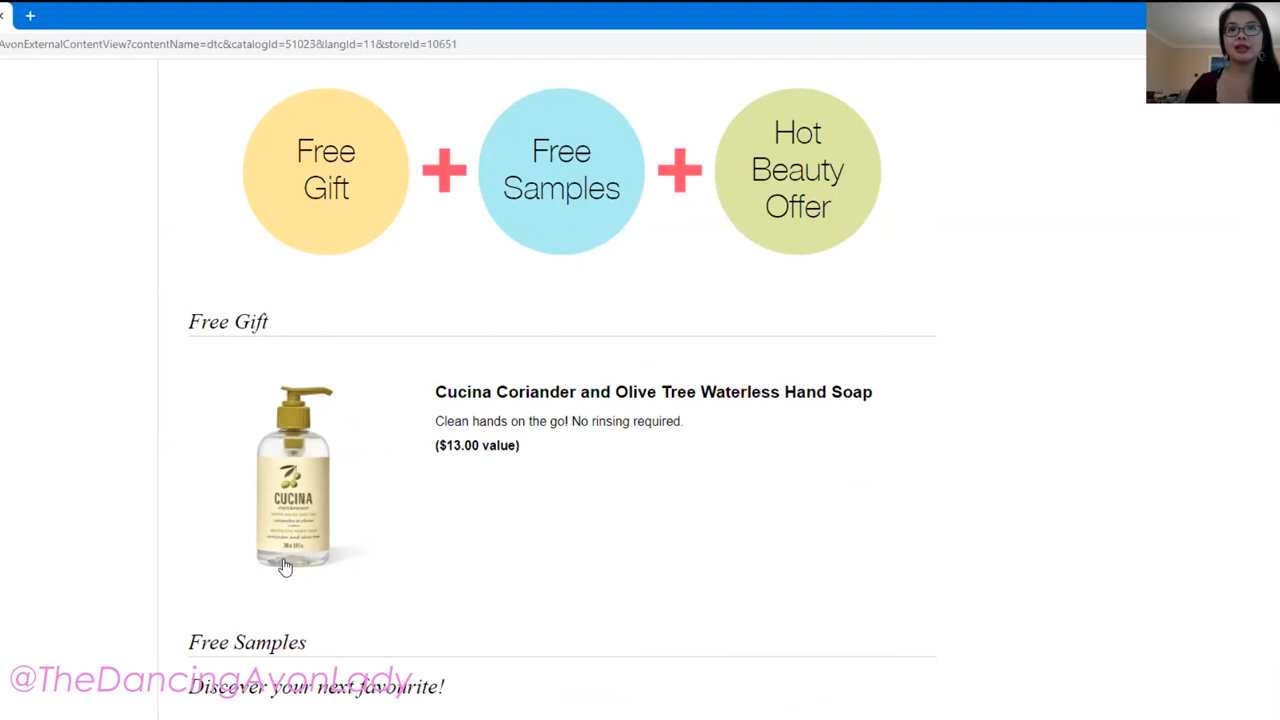 AvonExternalContentView?contentName=dtc&catalogId=51023&langId=11&storeId=10651
Free
Gift
Free
Samples
Hot
Beauty
Offer
Free Gift
Cucina Coriander and Olive Tree Waterless Hand Soap
Clean hands on the go! No rinsing required.
($13.00 value)
CUCINA
Free Samples
@TheDancingAvonLady
Discover your next favourite!